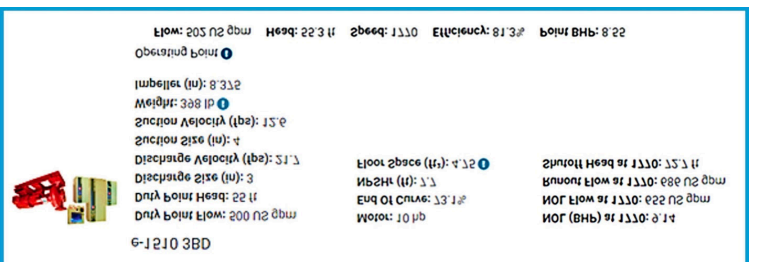 e-1510 3BD
Duty Point Flow: 500 US gpm
Duty Point Head: 55 ft
Discharge Size (in): 3
Discharge Velocity (fps): 21.7
Suction Size (in): 4
Suction Velocity (fps): 12.6
Weight: 398 lb
Impeller (in): 8.375
Motor: 10 hp
End Of Curve: 73.1%
NPSHr (ft): 7.7
Floor Space (ft²): 4.75
NOL (BHP) at 1770: 9.14
NOL Flow at 1770: 655 US gpm
Runout Flow at 1770: 686 US gpm
Shutoff Head at 1770: 72.7 ft
Operating Point
Flow: 502 US gpm Head: 55.3 ft Speed: 1770 Efficiency: 81.3% Point BHP: 8.55